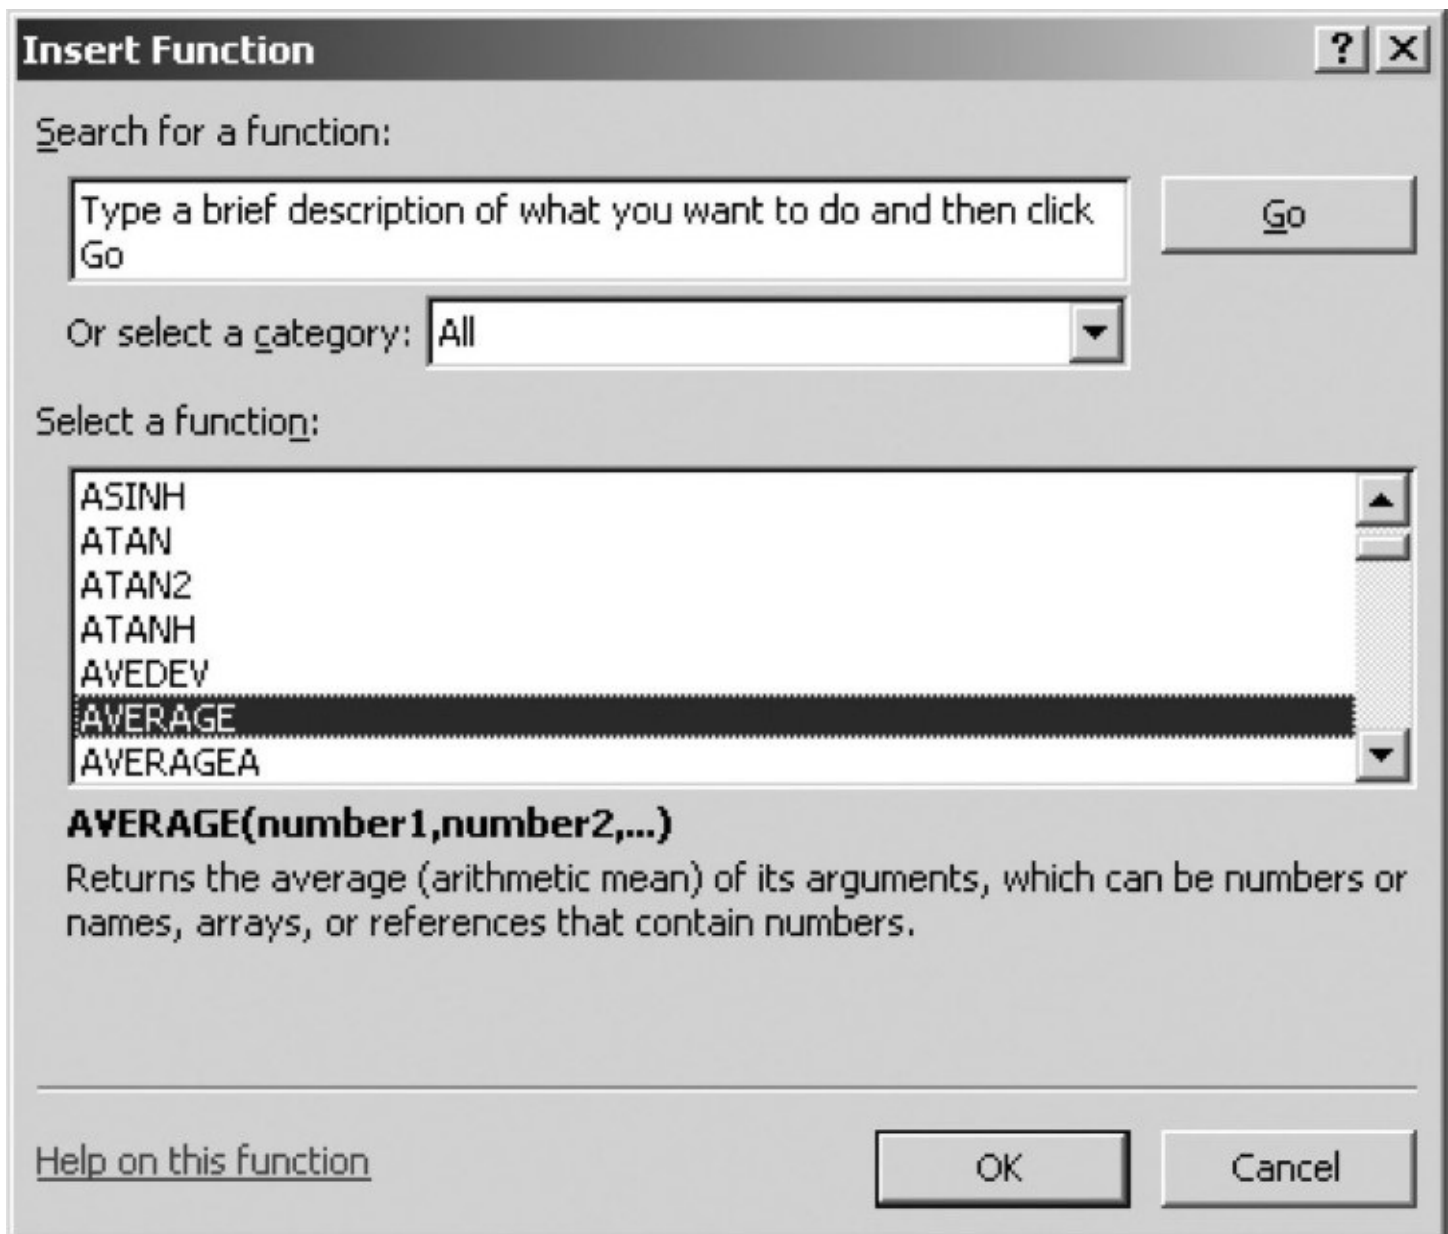 Insert Function
Search for a function:
Type a brief description of what you want to do and then click
Go
Go
Or select a category: All
Select a function:
ASINH
ATAN
ATAN2
ATANH
AVEDEV
AVERAGE
AVERAGEA
AVERAGE(number1,number2,...)
Returns the average (arithmetic mean) of its arguments, which can be numbers or
names, arrays, or references that contain numbers.
Help on this function
OK
Cancel